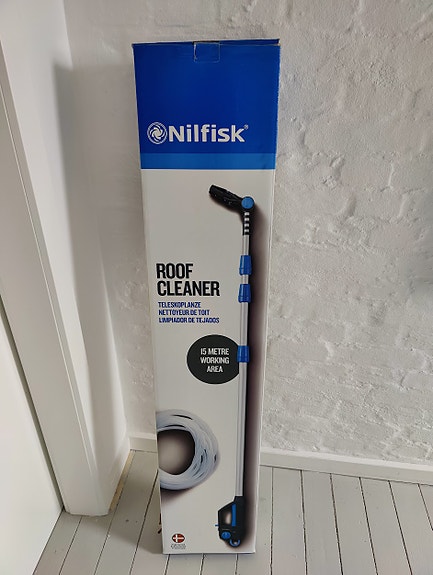 Nilfisk
ROOF
CLEANER
TELESKOPLANZE
NETTOYEUR DE TOIT
LIMPIADOR DE TEJADOS
15 METRE
WORKING
AREA